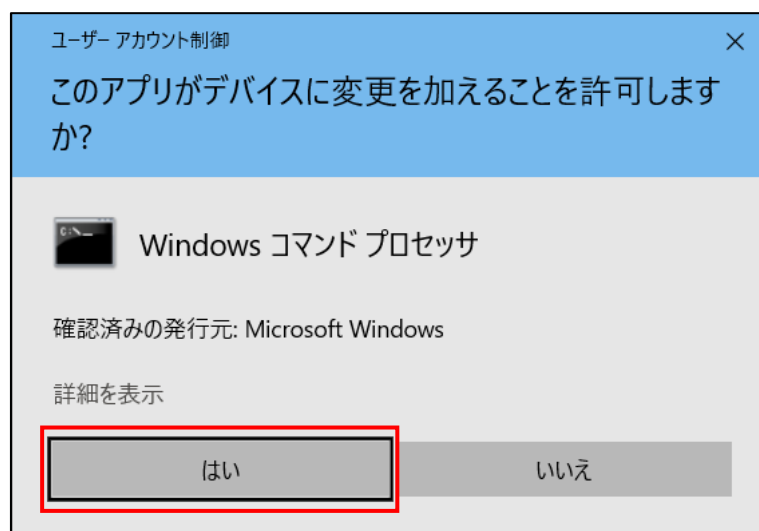 ユーザー アカウント制御
このアプリがデバイスに変更を加えることを許可します
か?
C:\_
Windows コマンド プロセッサ
確認済みの発行元: Microsoft Windows
詳細を表示
はい
いいえ